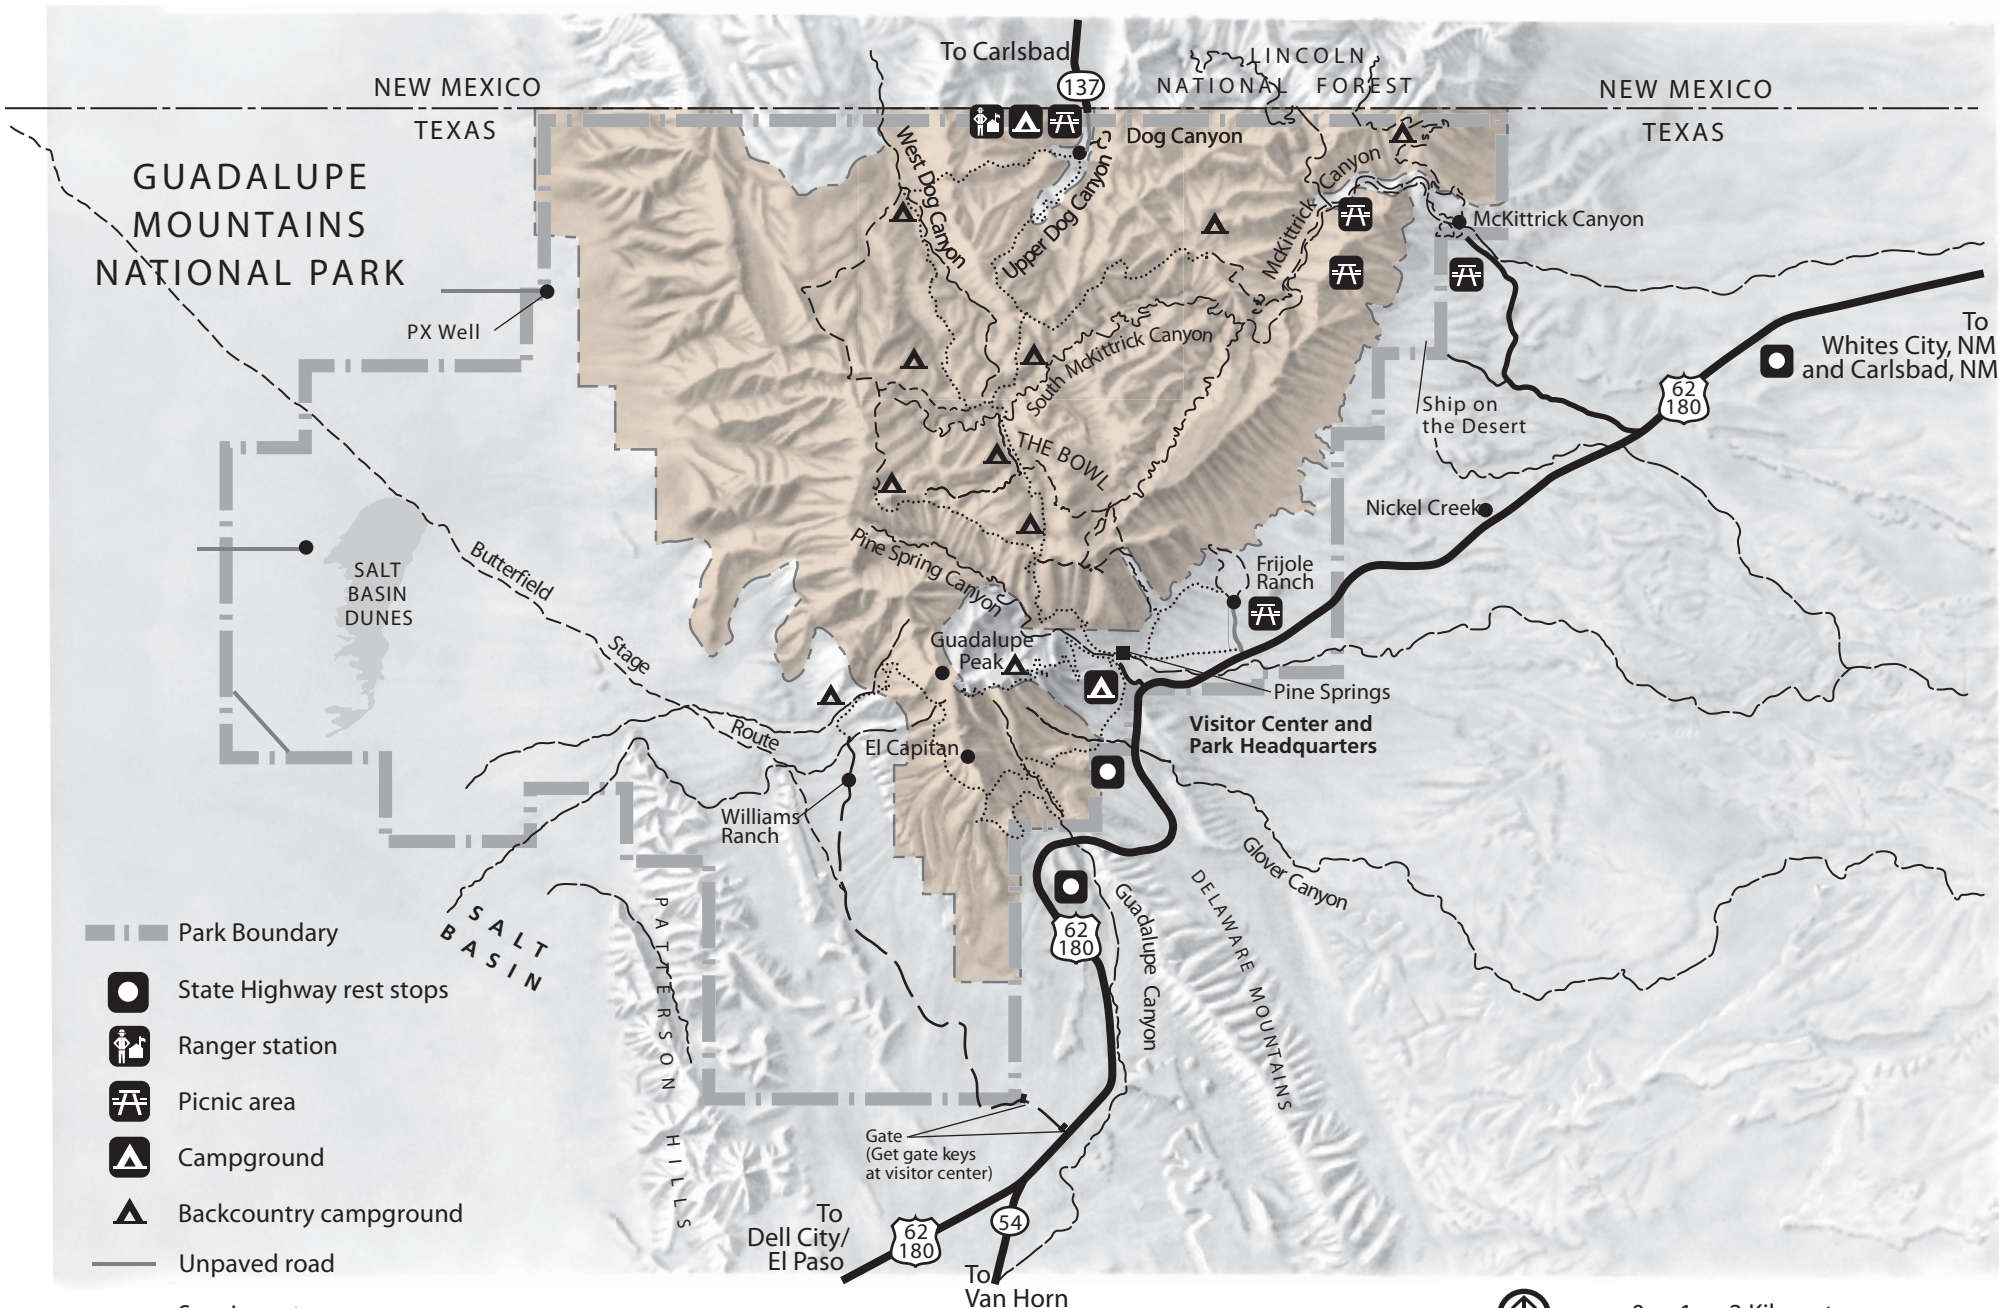 To Carlsbad
137
LINCOLN
NATIONAL FOREST
NEW MEXICO
TEXAS
NEW MEXICO
TEXAS
GUADALUPE
MOUNTAINS
NATIONAL PARK
Dog Canyon
West Dog Canyon
Upper Dog Canyon
McKittrick Canyon
McKittrick Canyon
PX Well
South McKittrick Canyon
To
Whites City, NM
and Carlsbad, NM
62
180
Ship on
the Desert
THE BOWL
Nickel Creek
Pine Spring Canyon
Frijole
Ranch
SALT
BASIN
DUNES
Butterfield
Stage
Route
Guadalupe
Peak
Pine Springs
Visitor Center and
Park Headquarters
El Capitan
Williams
Ranch
Glover Canyon
SALT
BASIN
PATTERSON HILLS
62
180
Guadalupe Canyon
DELAWARE MOUNTAINS
Gate
(Get gate keys
at visitor center)
To
Dell City/
El Paso
62
180
54
To
Van Horn
Park Boundary
State Highway rest stops
Ranger station
Picnic area
Campground
Backcountry campground
Unpaved road